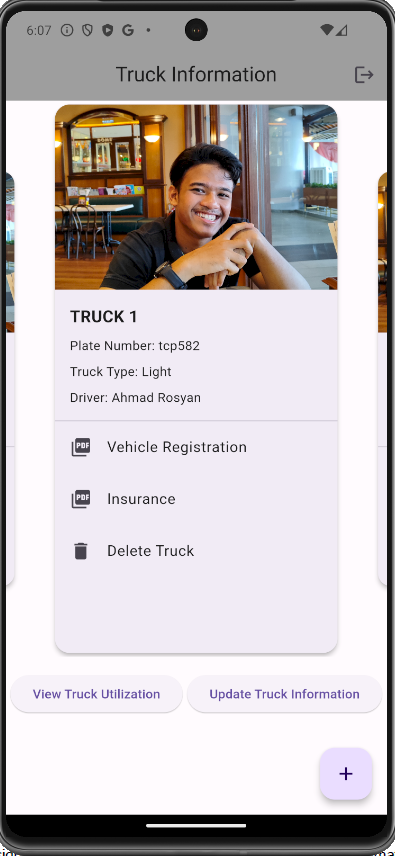 6:07
Truck Information
TRUCK 1
Plate Number: tcp582
Truck Type: Light
Driver: Ahmad Rosyan
PDF Vehicle Registration
PDF Insurance
Delete Truck
View Truck Utilization
Update Truck Information
+